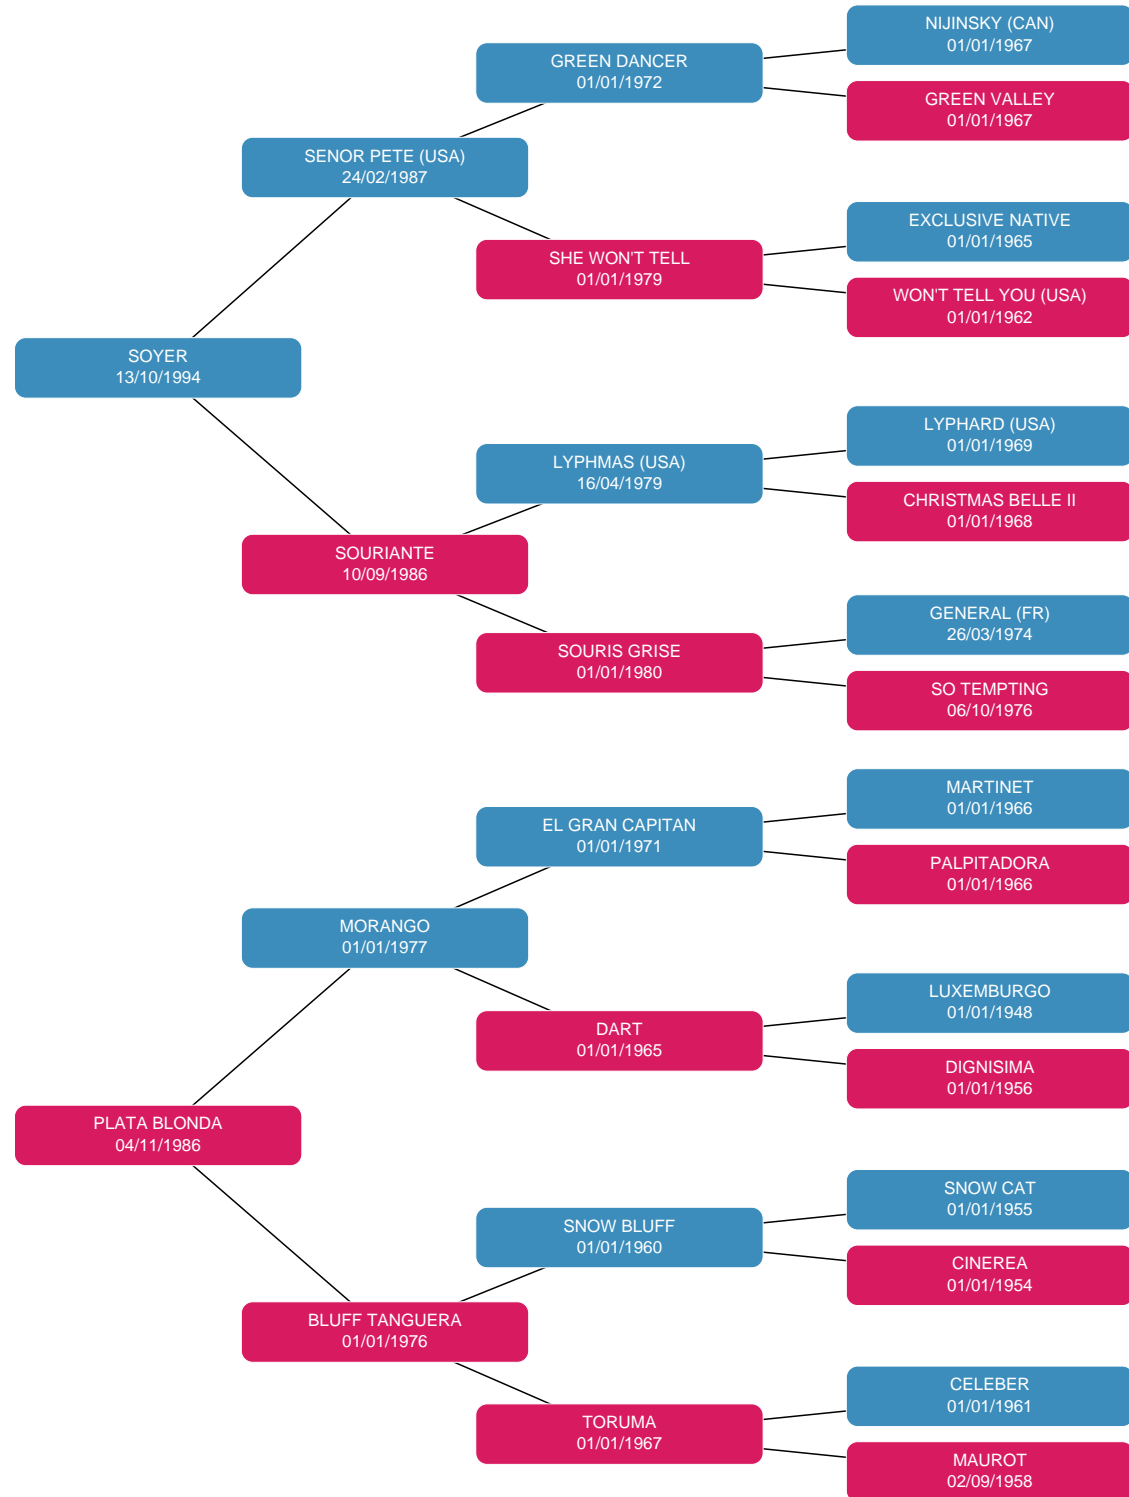 NIJINSKY (CAN)
01/01/1967
GREEN DANCER
01/01/1972
GREEN VALLEY
01/01/1967
SENOR PETE (USA)
24/02/1987
EXCLUSIVE NATIVE
01/01/1965
SHE WON'T TELL
01/01/1979
WON'T TELL YOU (USA)
01/01/1962
SOYER
13/10/1994
LYPHARD (USA)
01/01/1969
LYPHMAS (USA)
16/04/1979
CHRISTMAS BELLE II
01/01/1968
SOURIANTE
10/09/1986
GENERAL (FR)
26/03/1974
SOURIS GRISE
01/01/1980
SO TEMPTING
06/10/1976
MARTINET
01/01/1966
EL GRAN CAPITAN
01/01/1971
PALPITADORA
01/01/1966
MORANGO
01/01/1977
LUXEMBURGO
01/01/1948
DART
01/01/1965
DIGNISIMA
01/01/1956
PLATA BLONDA
04/11/1986
SNOW CAT
01/01/1955
SNOW BLUFF
01/01/1960
CINEREA
01/01/1954
BLUFF TANGUERA
01/01/1976
CELEBER
01/01/1961
TORUMA
01/01/1967
MAUROT
02/09/1958